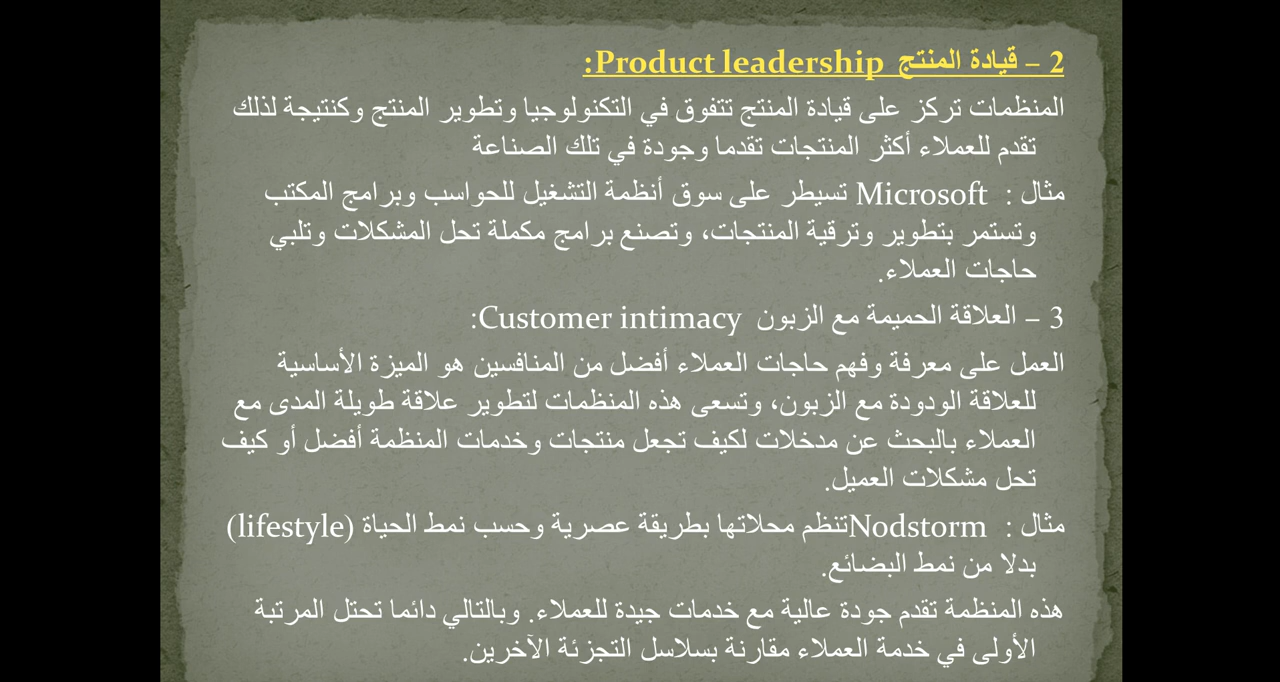 2 – قيادة المنتج Product leadership:
المنظمات تركز على قيادة المنتج تتفوق في التكنولوجيا وتطوير المنتج وكنتيجة لذلك
تقدم للعملاء أكثر المنتجات تقدما وجودة في تلك الصناعة
مثال : Microsoft تسيطر على سوق أنظمة التشغيل للحواسب وبرامج المكتب
وتستمر بتطوير وترقية المنتجات، وتصنع برامج مكملة تحل المشكلات وتلبي
حاجات العملاء.
3 – العلاقة الحميمة مع الزبون Customer intimacy:
العمل على معرفة وفهم حاجات العملاء أفضل من المنافسين هو الميزة الأساسية
للعلاقة الودودة مع الزبون، وتسعى هذه المنظمات لتطوير علاقة طويلة المدى مع
العملاء بالبحث عن مدخلات لكيف تجعل منتجات وخدمات المنظمة أفضل أو كيف
تحل مشكلات العميل.
مثال : Nodstormتنظم محلاتها بطريقة عصرية وحسب نمط الحياة (lifestyle)
بدلا من نمط البضائع.
هذه المنظمة تقدم جودة عالية مع خدمات جيدة للعملاء. وبالتالي دائما تحتل المرتبة
الأولى في خدمة العملاء مقارنة بسلاسل التجزئة الآخرين.